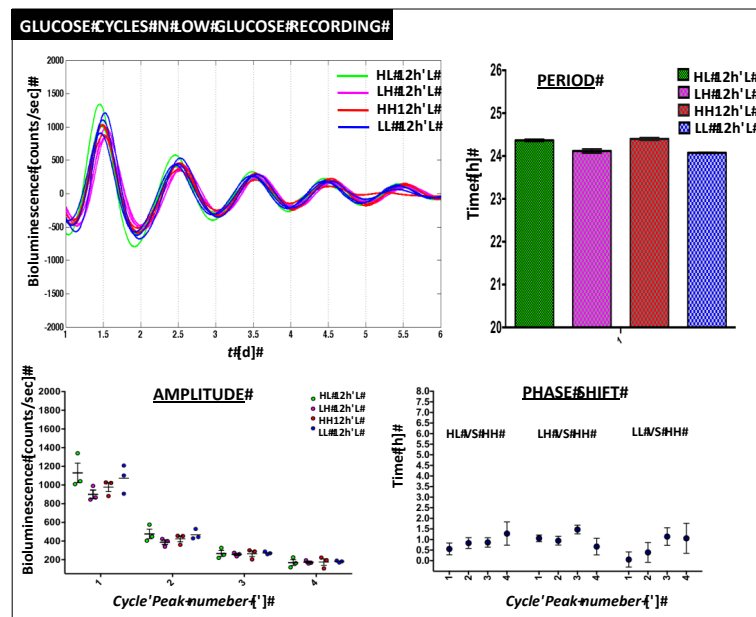 GLUCOSE#CYCLES#N#LOW#GLUCOSE#RECORDING#
Bioluminescence#[counts/sec]#
2000
1500
1000
500
0
-500
-1000
-1500
-2000
1 1.5 2 2.5 3 3.5 4 4.5 5 5.5 6
t#[d]#
HL#12h'L#
LH#12h'L#
HH12h'L#
LL#12h'L#
PERIOD#
Time#[h]#
26
25
24
23
22
21
20
1
HL#12h'L#
LH#12h'L#
HH12h'L#
LL#12h'L#
AMPLITUDE#
Bioluminescence#[counts/sec]#
2000
1800
1600
1400
1200
1000
800
600
400
200
0
1 2 3 4
Cycle'Peak+numeber+[']#
HL#12h'L#
LH#12h'L#
HH12h'L#
LL#12h'L#
PHASE#SHIFT#
Time#[h]#
8.0
7.5
7.0
6.5
6.0
5.5
5.0
4.5
4.0
3.5
3.0
2.5
2.0
1.5
1.0
0.5
0.0
HL#VS#HH# LH#VS#HH# LL#VS#HH#
1 2 3 4 1 2 3 4 1 2 3 4
Cycle'Peak+numeber+[']#